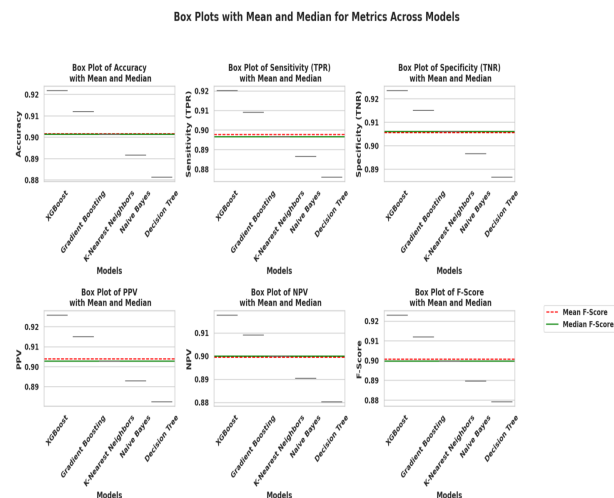 Box Plots with Mean and Median for Metrics Across Models
Box Plot of Accuracy
with Mean and Median
Accuracy
0.92
0.91
0.90
0.89
0.88
XGBoost
Gradient Boosting
K-Nearest Neighbors
Naive Bayes
Decision Tree
Models
Box Plot of Sensitivity (TPR)
with Mean and Median
Sensitivity (TPR)
0.92
0.91
0.90
0.89
0.88
XGBoost
Gradient Boosting
K-Nearest Neighbors
Naive Bayes
Decision Tree
Models
Box Plot of Specificity (TNR)
with Mean and Median
Specificity (TNR)
0.92
0.91
0.90
0.89
XGBoost
Gradient Boosting
K-Nearest Neighbors
Naive Bayes
Decision Tree
Models
Box Plot of PPV
with Mean and Median
PPV
0.92
0.91
0.90
0.89
XGBoost
Gradient Boosting
K-Nearest Neighbors
Naive Bayes
Decision Tree
Models
Box Plot of NPV
with Mean and Median
NPV
0.91
0.90
0.89
0.88
XGBoost
Gradient Boosting
K-Nearest Neighbors
Naive Bayes
Decision Tree
Models
Box Plot of F-Score
with Mean and Median
F-Score
0.92
0.91
0.90
0.89
0.88
XGBoost
Gradient Boosting
K-Nearest Neighbors
Naive Bayes
Decision Tree
Models
Mean F-Score
Median F-Score